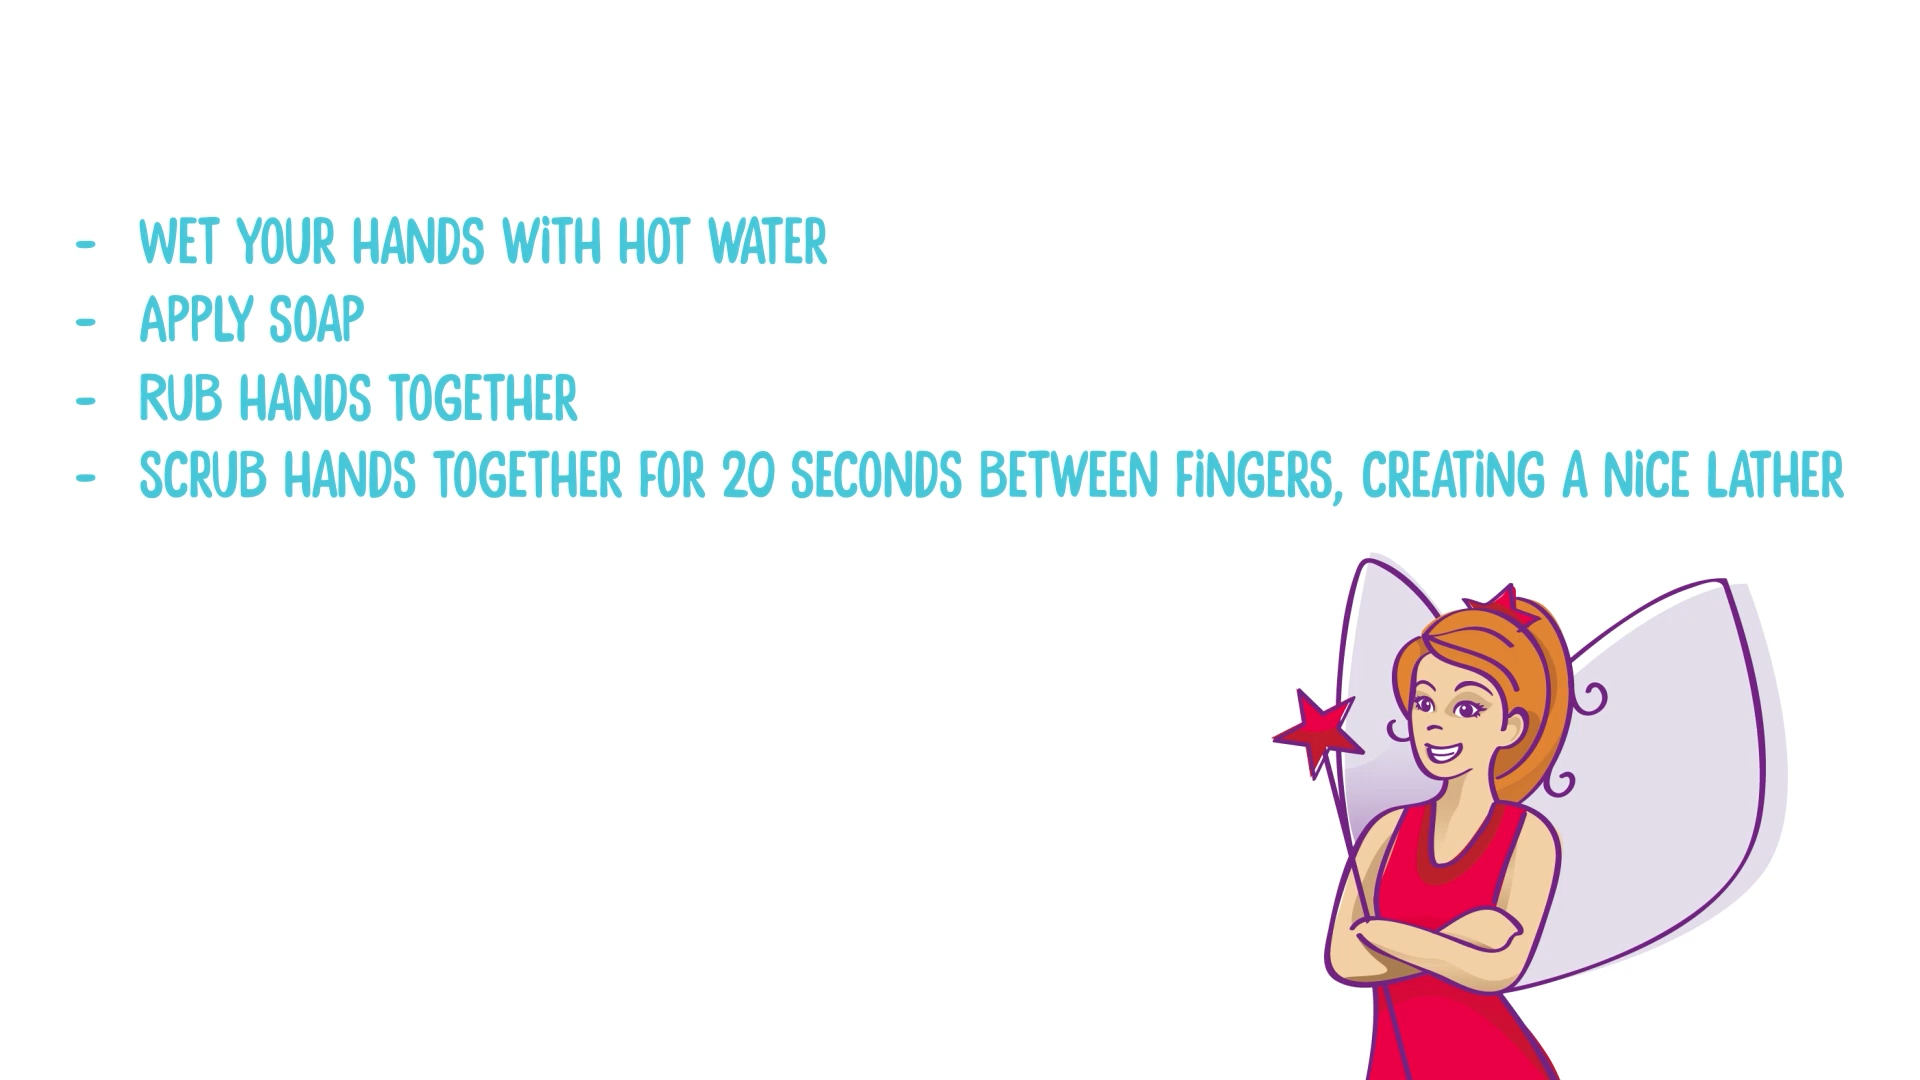 - WET YOUR HANDS WiTH HOT WATER
- APPLY SOAP
- RUB HANDS TOGETHER
- SCRUB HANDS TOGETHER FOR 20 SECONDS BETWEEN FiNGERS, CREATiNG A NiCE LATHER